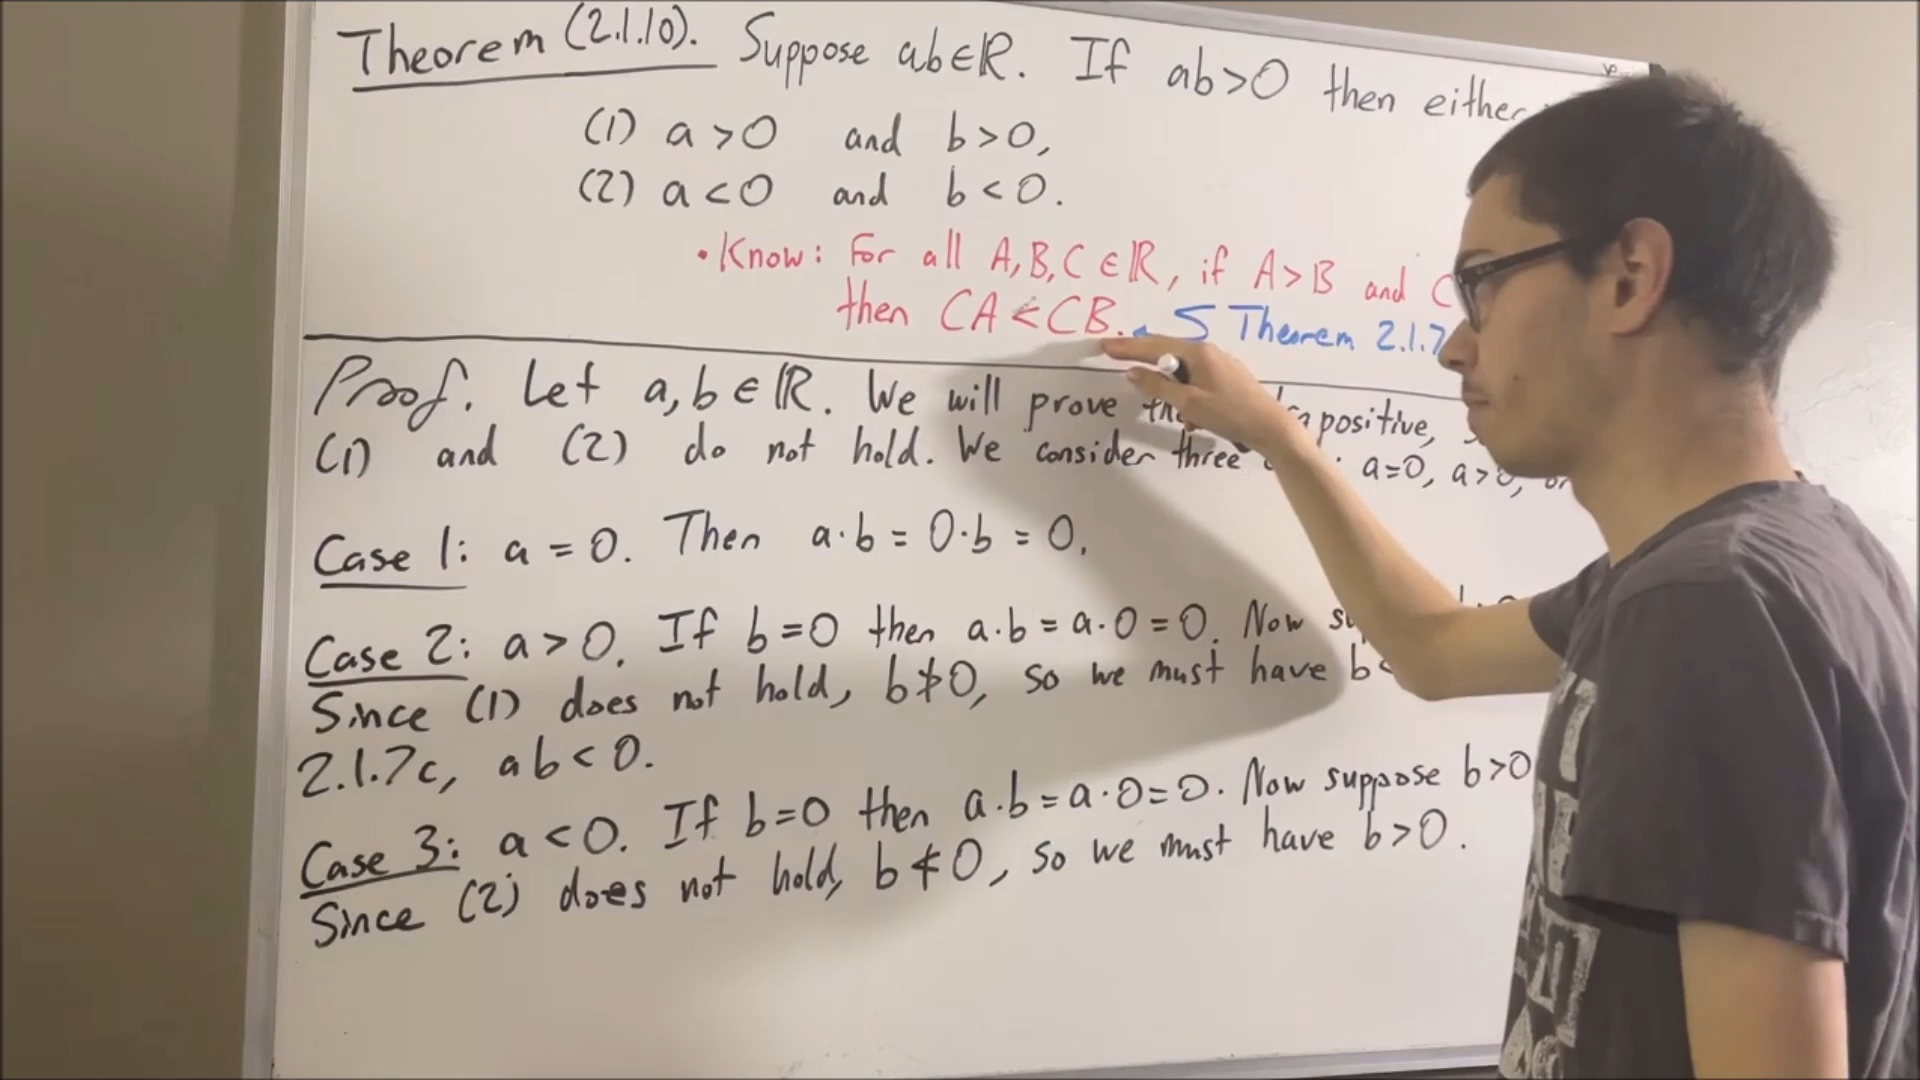 Theorem (2.1.10). Suppose ab∈ℝ. If ab>0 then either
(1) a>0 and b>0,
(2) a<0 and b<0.
• Know: For all A,B,C ∈ℝ, if A>B and C
then CA<CB. Theorem 2.1.7
Proof. Let a,b∈ℝ. We will prove the positive,
(1) and (2) do not hold. We consider three a=0, a>0, or
Case 1: a=0. Then a·b=0·b=0.
Case 2: a>0. If b=0 then a·b=a·0=0. Now
Since (1) does not hold, b≯0, so we must have b<
2.1.7c, ab<0.
Case 3: a<0. If b=0 then a·b=a·0=0. Now suppose b>0
Since (2) does not hold, b≮0, so we must have b>0.